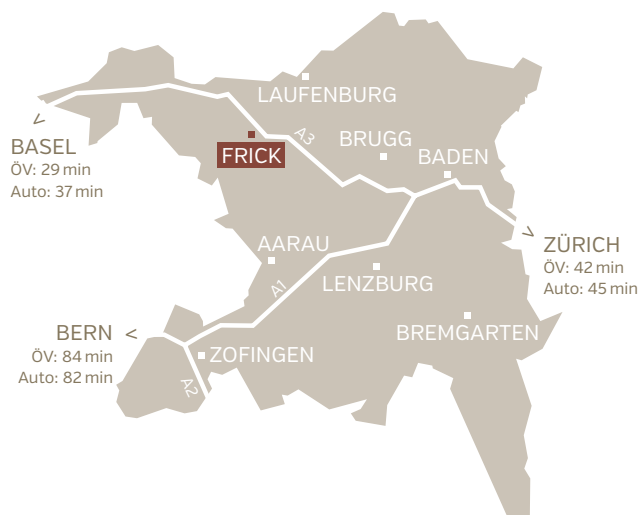 LAUFENBURG
A3
BRUGG
BASEL
ÖV: 29 min
Auto: 37 min
FRICK
BADEN
AARAU
ZÜRICH
ÖV: 42 min
Auto: 45 min
LENZBURG
A1
BERN
ÖV: 84 min
Auto: 82 min
BREMGARTEN
ZOFINGEN
A2